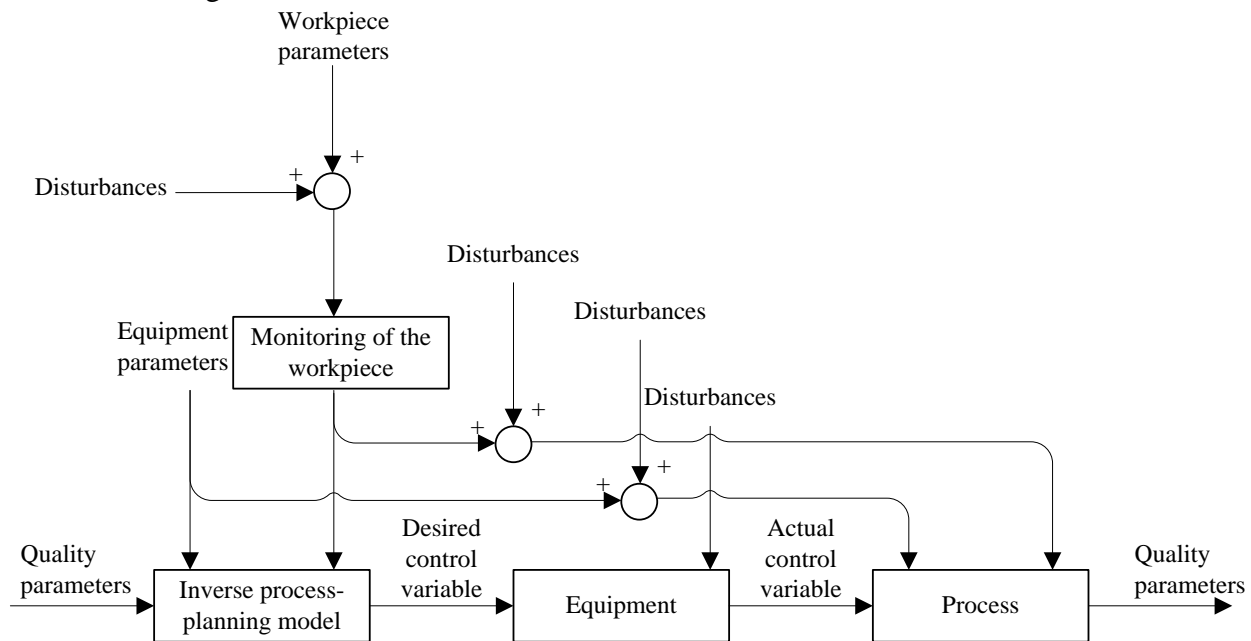 Workpiece
parameters
+
+
Disturbances
Disturbances
Disturbances
Equipment
parameters
Monitoring of the
workpiece
Disturbances
+
+
+
+
Quality
parameters
Inverse process-
planning model
Desired
control
variable
Equipment
Actual
control
variable
Process
Quality
parameters